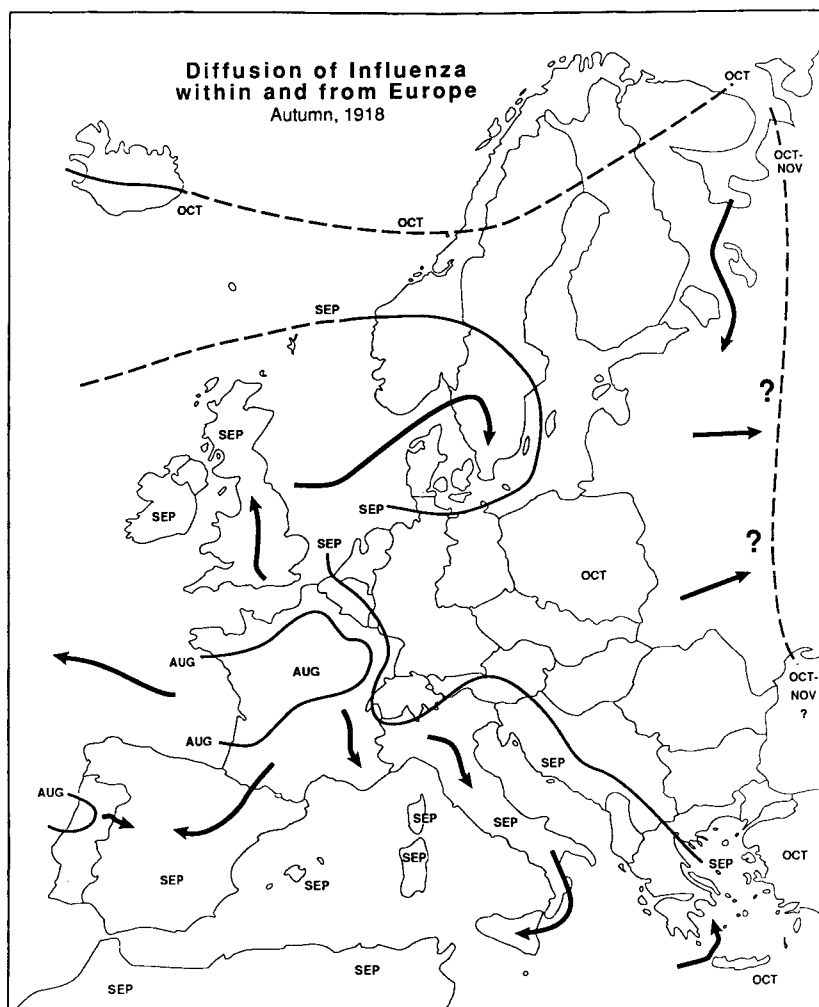 Diffusion of Influenza
within and from Europe
Autumn, 1918
OCT
OCT-
NOV
OCT
OCT
SEP
?
SEP
SEP
SEP
SEP
?
OCT
AUG
AUG
OCT-
NOV
?
AUG
SEP
AUG
SEP
SEP
SEP
SEP
OCT
SEP
SEP
SEP
SEP
OCT